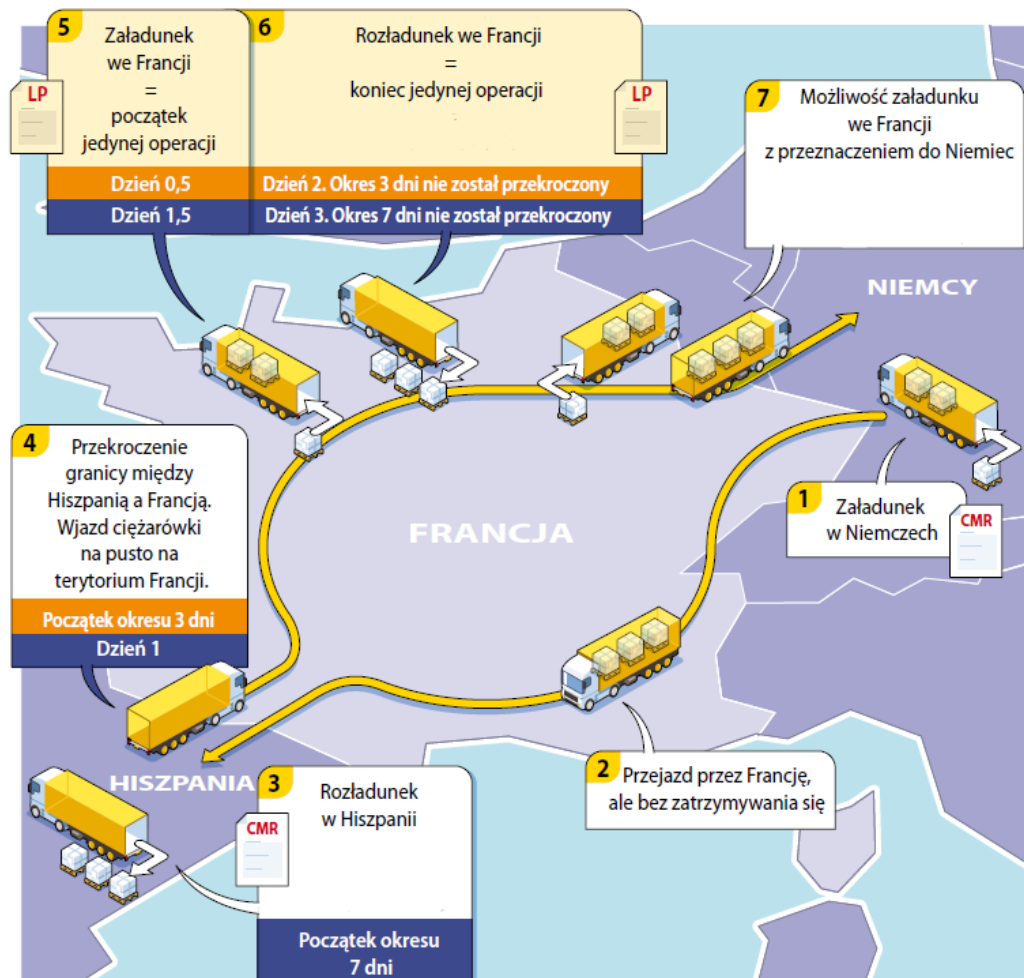 5
Załadunek
we Francji
=
początek
jedynej operacji
LP
Dzień 0,5
Dzień 1,5
6
Rozładunek we Francji
=
koniec jedynej operacji
LP
Dzień 2. Okres 3 dni nie został przekroczony
Dzień 3. Okres 7 dni nie został przekroczony
7
Możliwość załadunku
we Francji
z przeznaczeniem do Niemiec
NIEMCY
4
Przekroczenie
granicy między
Hiszpanią a Francją.
Wjazd ciężarówki
na pusto na
terytorium Francji.
Początek okresu 3 dni
Dzień 1
FRANCJA
1
Załadunek
w Niemczech
CMR
HISZPANIA
3
Rozładunek
w Hiszpanii
CMR
Początek okresu
7 dni
2
Przejazd przez Francję,
ale bez zatrzymywania się